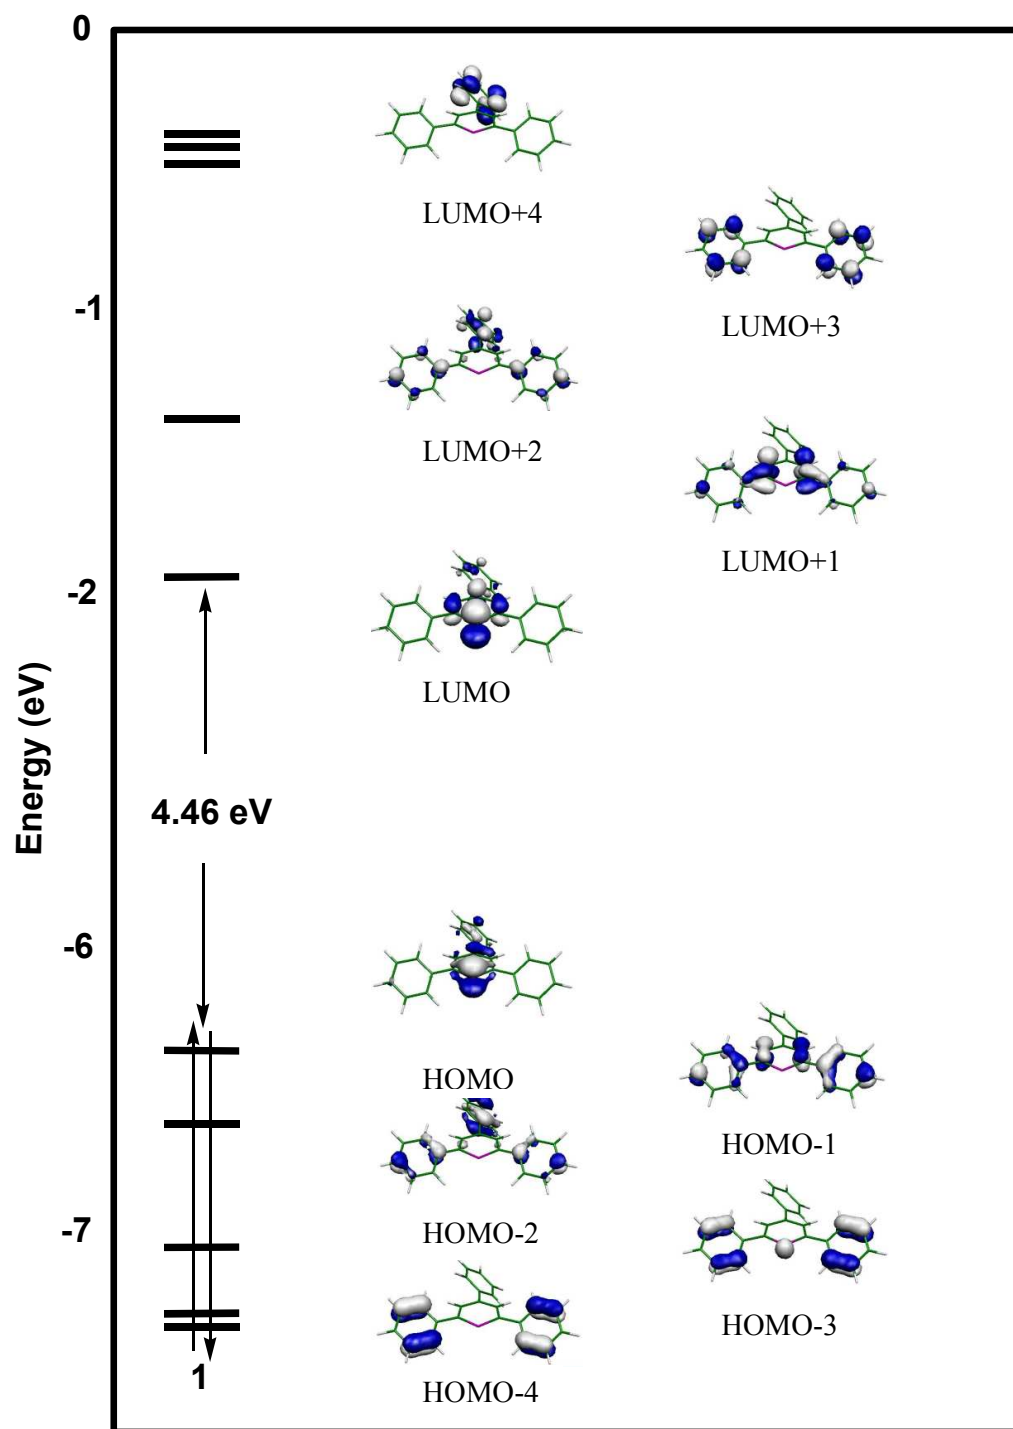 0
LUMO+4
-1
LUMO+3
LUMO+2
LUMO+1
-2
LUMO
Energy (eV)
4.46 eV
-6
HOMO
HOMO-1
-7
HOMO-2
HOMO-3
1
HOMO-4